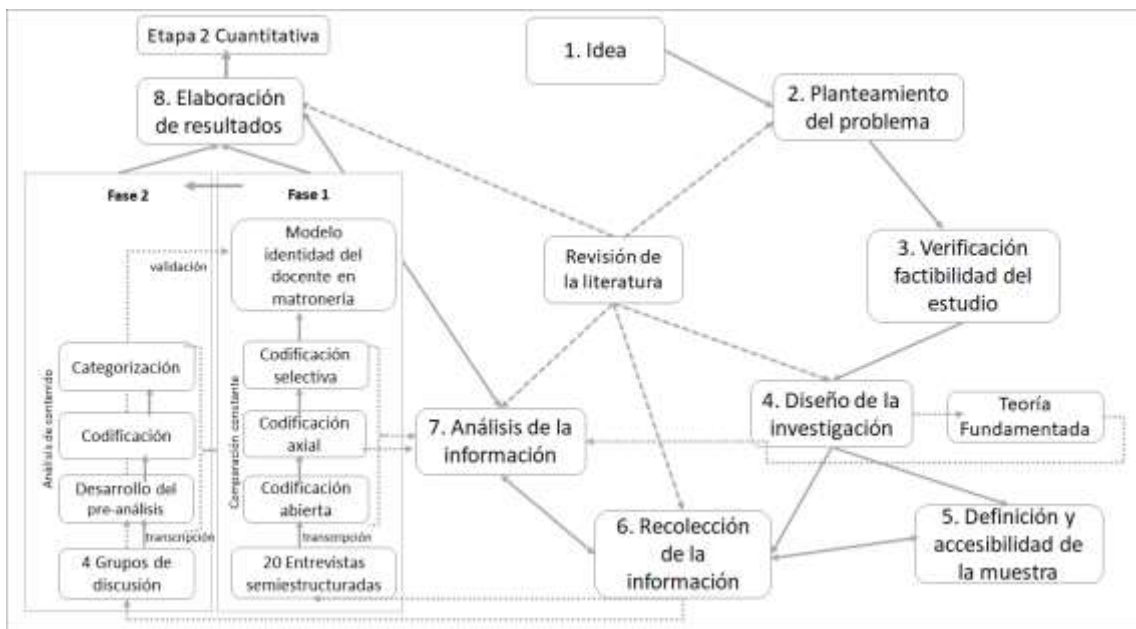 Etapa 2 Cuantitativa
1. Idea
8. Elaboración
de resultados
2. Planteamiento
del problema
Fase 2
Fase 1
Modelo
identidad del
docente en
matronería
validación
Revisión de
la literatura
3. Verificación
factibilidad del
estudio
Análisis de contenido
Categorización
Codificación
Desarrollo del
pre-análisis
transcripción
4 Grupos de
discusión
Comparación constante
Codificación
selectiva
Codificación
axial
Codificación
abierta
transcripción
20 Entrevistas
semiestructuradas
7. Análisis de la
información
4. Diseño de la
investigación
Teoría
Fundamentada
6. Recolección
de la
información
5. Definición y
accesibilidad de
la muestra